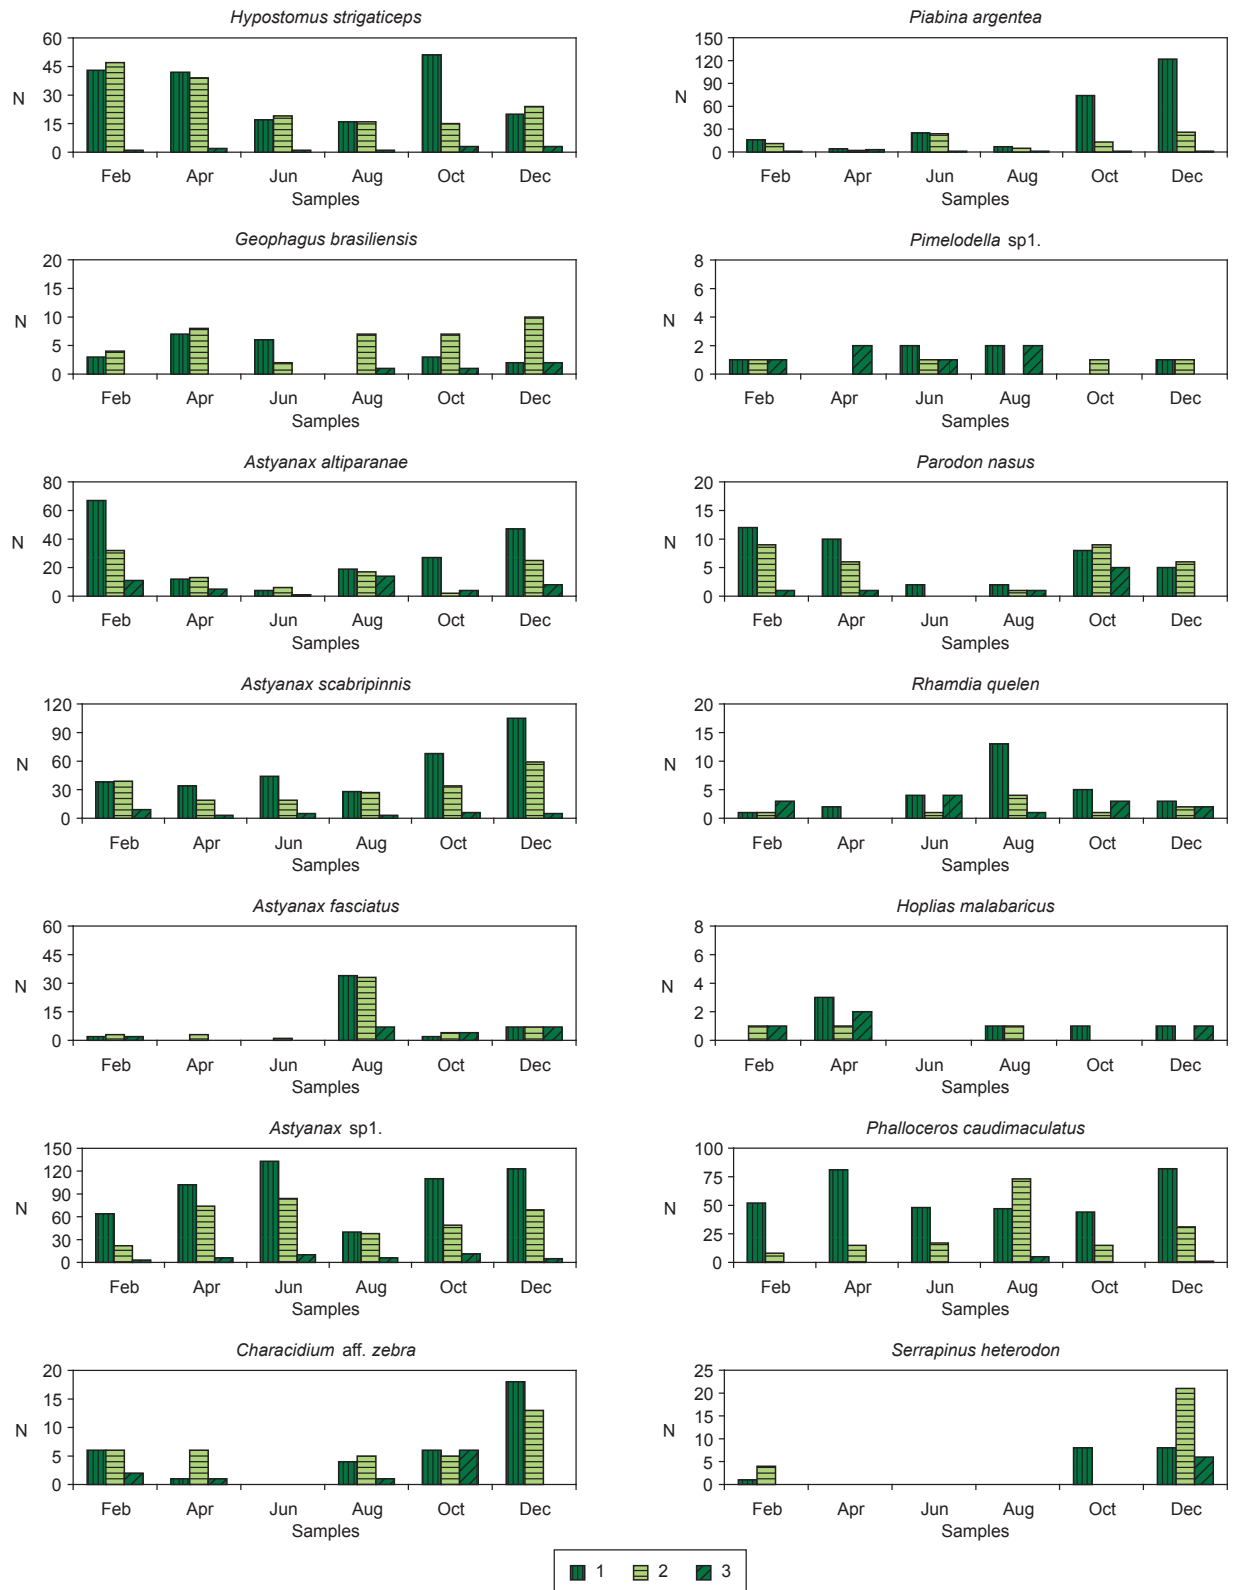 Hypostomus strigaticeps
60
45
30
15
0
N
Feb Apr Jun Aug Oct Dec
Samples
Piabina argentea
150
120
90
60
30
0
N
Feb Apr Jun Aug Oct Dec
Samples
Geophagus brasiliensis
20
15
10
5
0
N
Feb Apr Jun Aug Oct Dec
Samples
Pimelodella sp1.
8
6
4
2
0
N
Feb Apr Jun Aug Oct Dec
Samples
Astyanax altiparanae
80
60
40
20
0
N
Feb Apr Jun Aug Oct Dec
Samples
Parodon nasus
20
15
10
5
0
N
Feb Apr Jun Aug Oct Dec
Samples
Astyanax scabripinnis
120
90
60
30
0
N
Feb Apr Jun Aug Oct Dec
Samples
Rhamdia quelen
20
15
10
5
0
N
Feb Apr Jun Aug Oct Dec
Samples
Astyanax fasciatus
60
45
30
15
0
N
Feb Apr Jun Aug Oct Dec
Samples
Hoplias malabaricus
8
6
4
2
0
N
Feb Apr Jun Aug Oct Dec
Samples
Astyanax sp1.
150
120
90
60
30
0
N
Feb Apr Jun Aug Oct Dec
Samples
Phalloceros caudimaculatus
100
75
50
25
0
N
Feb Apr Jun Aug Oct Dec
Samples
Characidium aff. zebra
20
15
10
5
0
N
Feb Apr Jun Aug Oct Dec
Samples
Serrapinus heterodon
25
20
15
10
5
0
N
Feb Apr Jun Aug Oct Dec
Samples
1 2 3